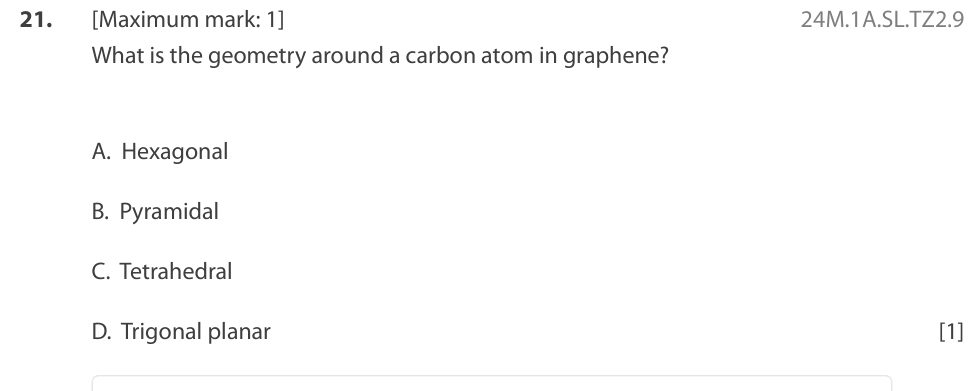 21. [Maximum mark: 1] 24M.1A.SL.TZ2.9
What is the geometry around a carbon atom in graphene?
A. Hexagonal
B. Pyramidal
C. Tetrahedral
D. Trigonal planar [1]